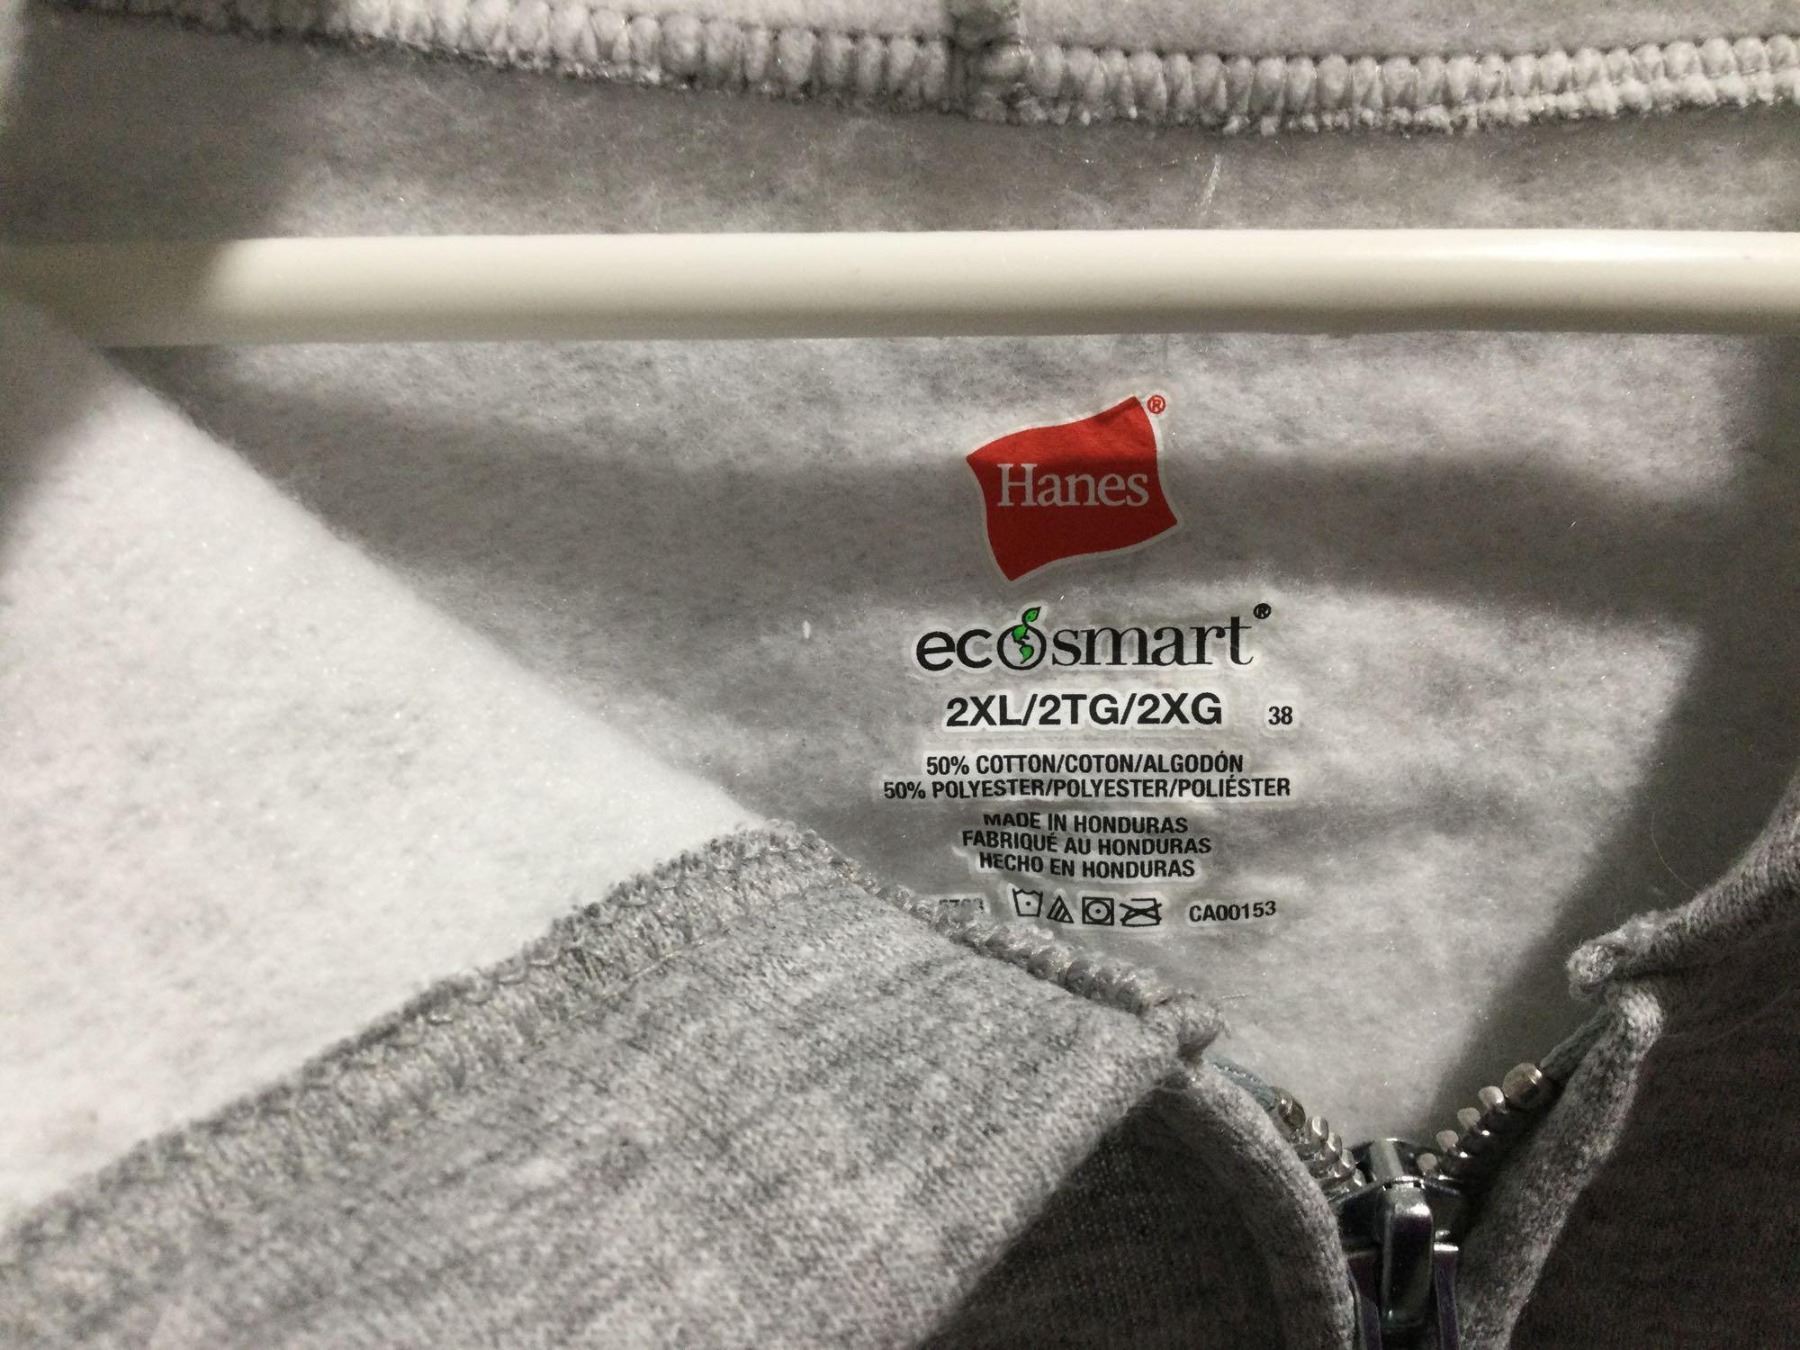 Hanes®
ecosmart®
2XL/2TG/2XG 38
50% COTTON/COTON/ALGODÓN
50% POLYESTER/POLYESTER/POLIÉSTER
MADE IN HONDURAS
FABRIQUÉ AU HONDURAS
HECHO EN HONDURAS
CA00153